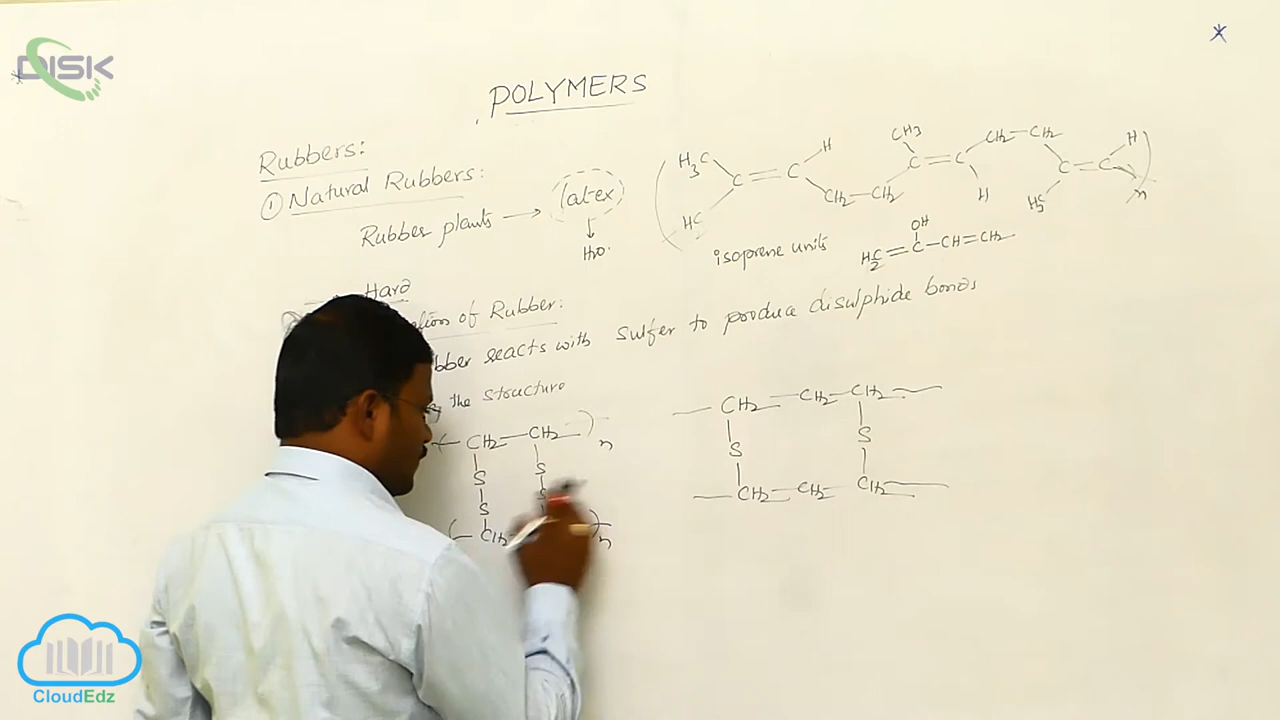 DISK
POLYMERS
Rubbers:
① Natural Rubbers:
Rubber plants → latex
↓
H2O
H3C C=C H CH2-CH2 CH3 C=C H CH2-CH2 C=C H n
isoprene units
OH
H2C=C-CH=CH2
Hard
of Rubber:
reacts with sulfer to produce disulphide bonds
the structure
CH2-CH2 n
S S
S S
CH2 n
CH2-CH2-CH2
S S
CH2-CH2-CH2
CloudEdz